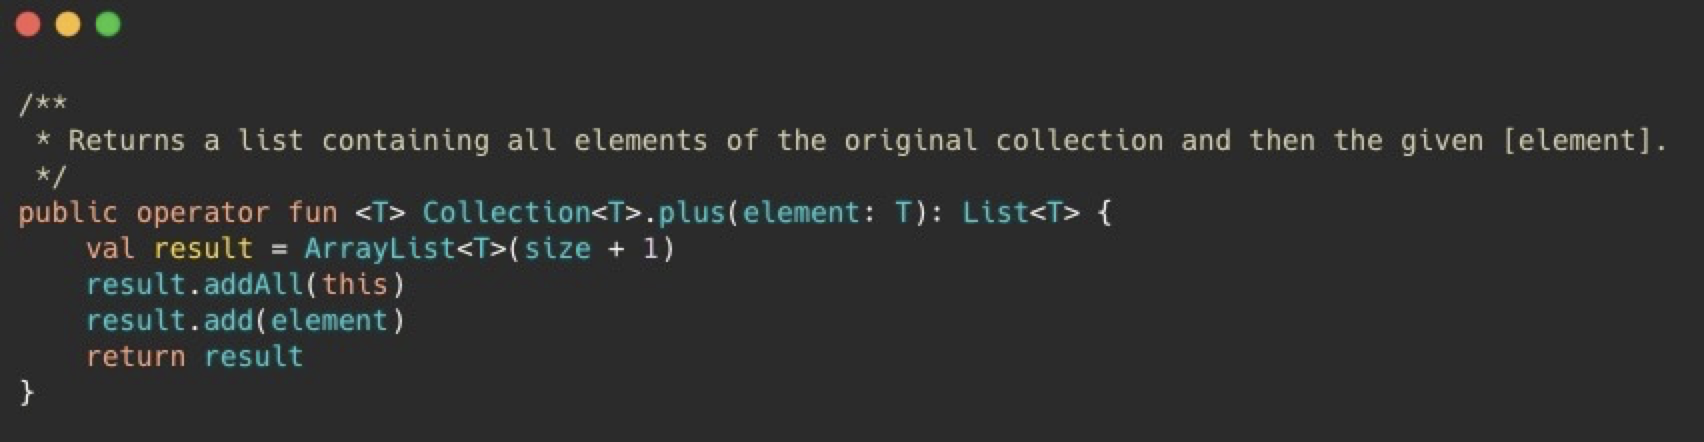 /**
 * Returns a list containing all elements of the original collection and then the given [element].
 */
public operator fun <T> Collection<T>.plus(element: T): List<T> {
    val result = ArrayList<T>(size + 1)
    result.addAll(this)
    result.add(element)
    return result
}